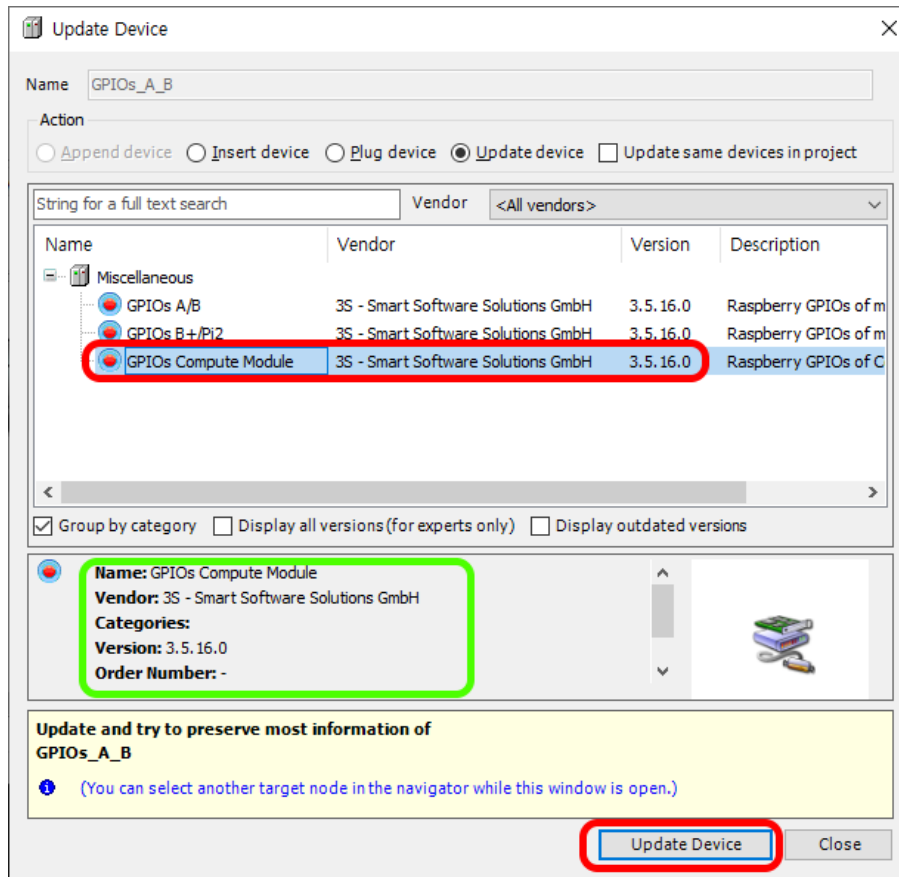 Update Device
Name GPIOs_A_B
Action
Append device Insert device Plug device Update device Update same devices in project
String for a full text search Vendor <All vendors>
Name Vendor Version Description
Miscellaneous
GPIOs A/B 3S - Smart Software Solutions GmbH 3.5.16.0 Raspberry GPIOs of m
GPIOs B+/Pi2 3S - Smart Software Solutions GmbH 3.5.16.0 Raspberry GPIOs of m
GPIOs Compute Module 3S - Smart Software Solutions GmbH 3.5.16.0 Raspberry GPIOs of C
Group by category Display all versions (for experts only) Display outdated versions
Name: GPIOs Compute Module
Vendor: 3S - Smart Software Solutions GmbH
Categories:
Version: 3.5.16.0
Order Number: -
Update and try to preserve most information of
GPIOs_A_B
(You can select another target node in the navigator while this window is open.)
Update Device Close